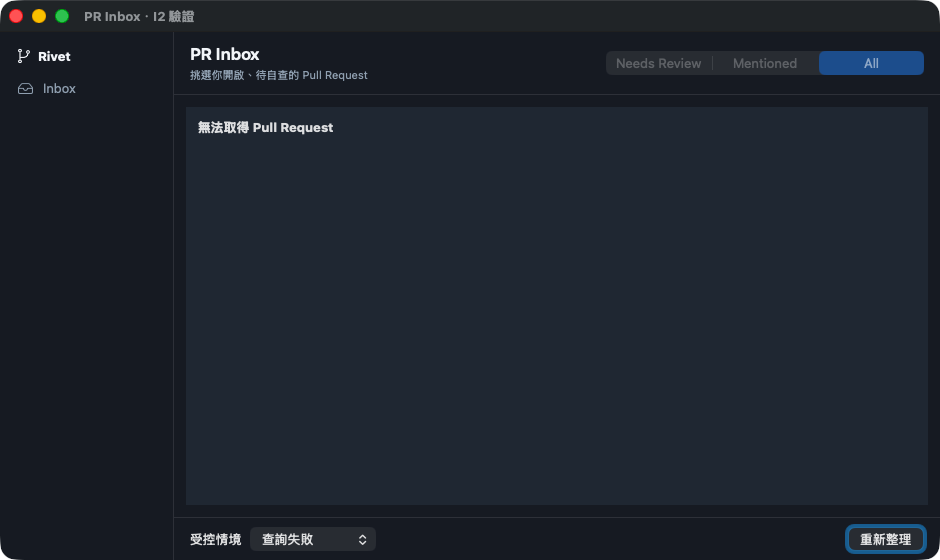 PR Inbox · I2 驗證
Rivet
Inbox
PR Inbox
挑選你開啟、待自查的 Pull Request
Needs Review
Mentioned
All
無法取得 Pull Request
受控情境
查詢失敗
重新整理